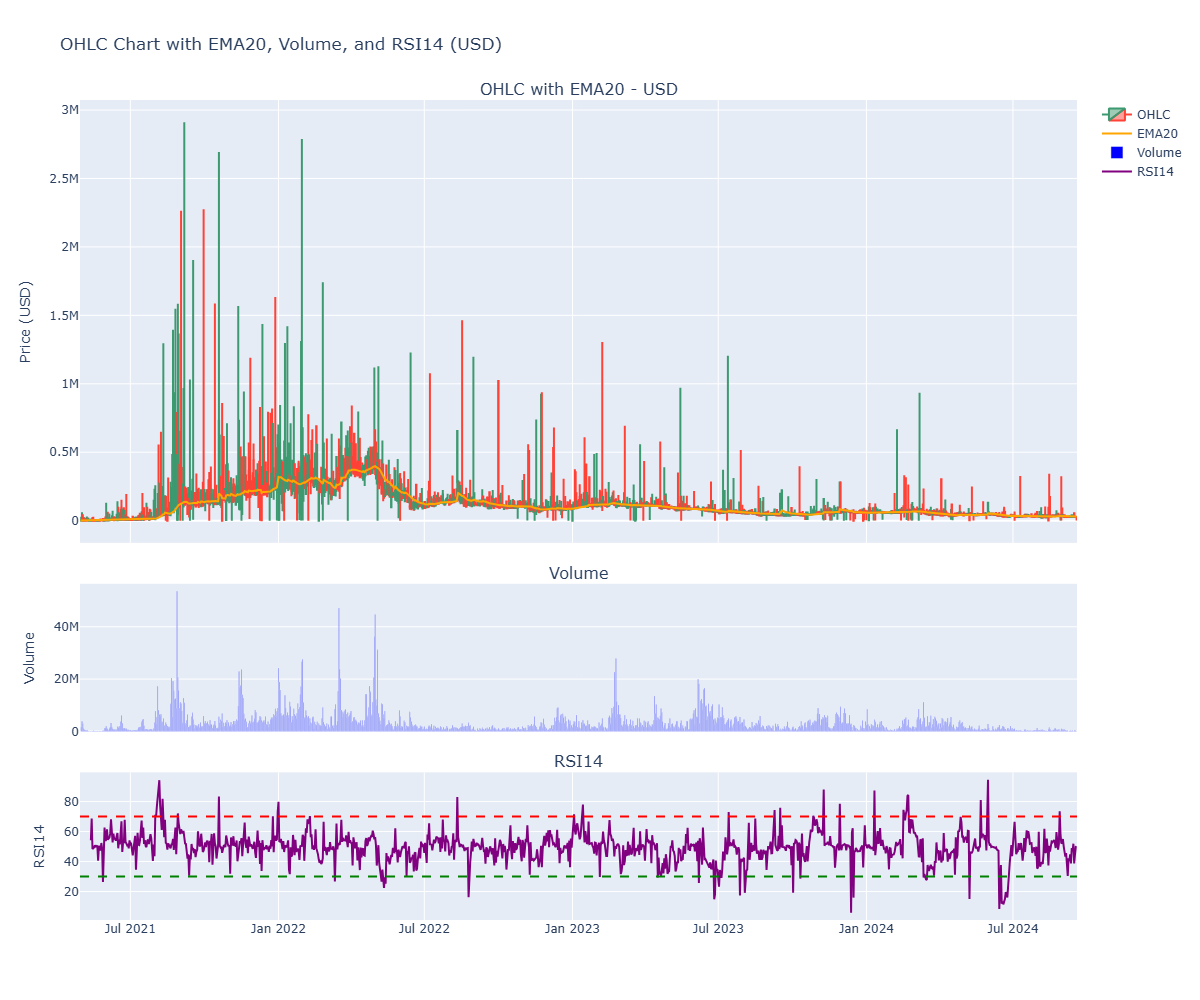 OHLC Chart with EMA20, Volume, and RSI14 (USD)
OHLC with EMA20 - USD
3M
2.5M
2M
1.5M
1M
0.5M
0
Price (USD)
OHLC
EMA20
Volume
RSI14
Volume
40M
20M
0
Volume
RSI14
80
60
40
20
RSI14
Jul 2021
Jan 2022
Jul 2022
Jan 2023
Jul 2023
Jan 2024
Jul 2024